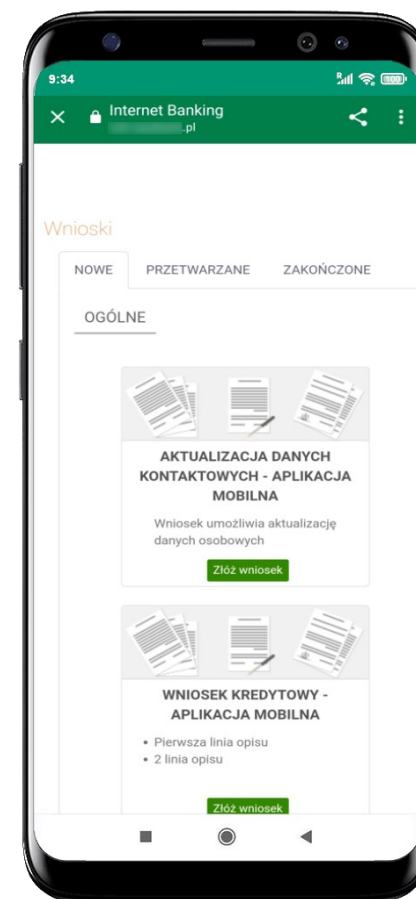 9:34
R
100
Internet Banking
.pl
Wnioski
NOWE PRZETWARZANE ZAKOŃCZONE
OGÓLNE
AKTUALIZACJA DANYCH
KONTAKTOWYCH - APLIKACJA
MOBILNA
Wniosek umożliwia aktualizację
danych osobowych
Złóż wniosek
WNIOSEK KREDYTOWY -
APLIKACJA MOBILNA
• Pierwsza linia opisu
• 2 linia opisu
Złóż wniosek